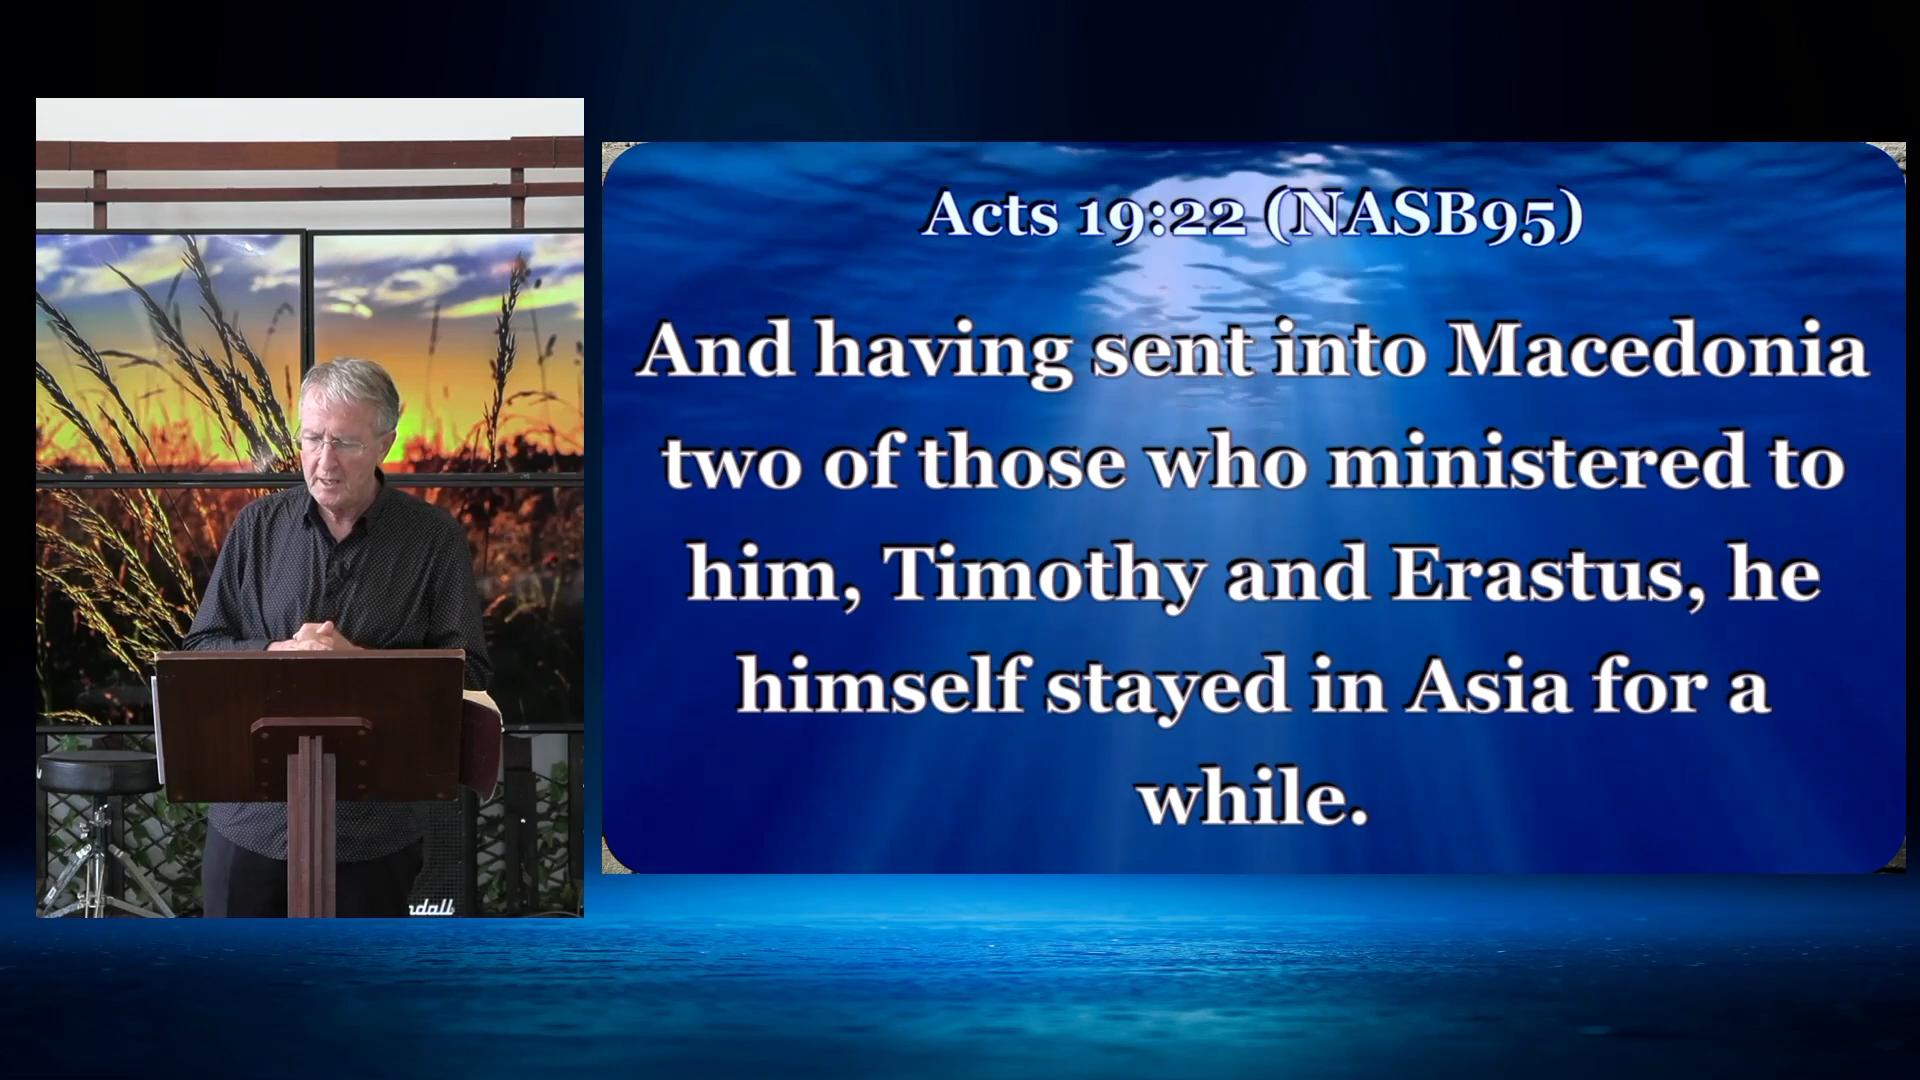 Acts 19:22 (NASB95)
And having sent into Macedonia
two of those who ministered to
him, Timothy and Erastus, he
himself stayed in Asia for a
while.
ndall